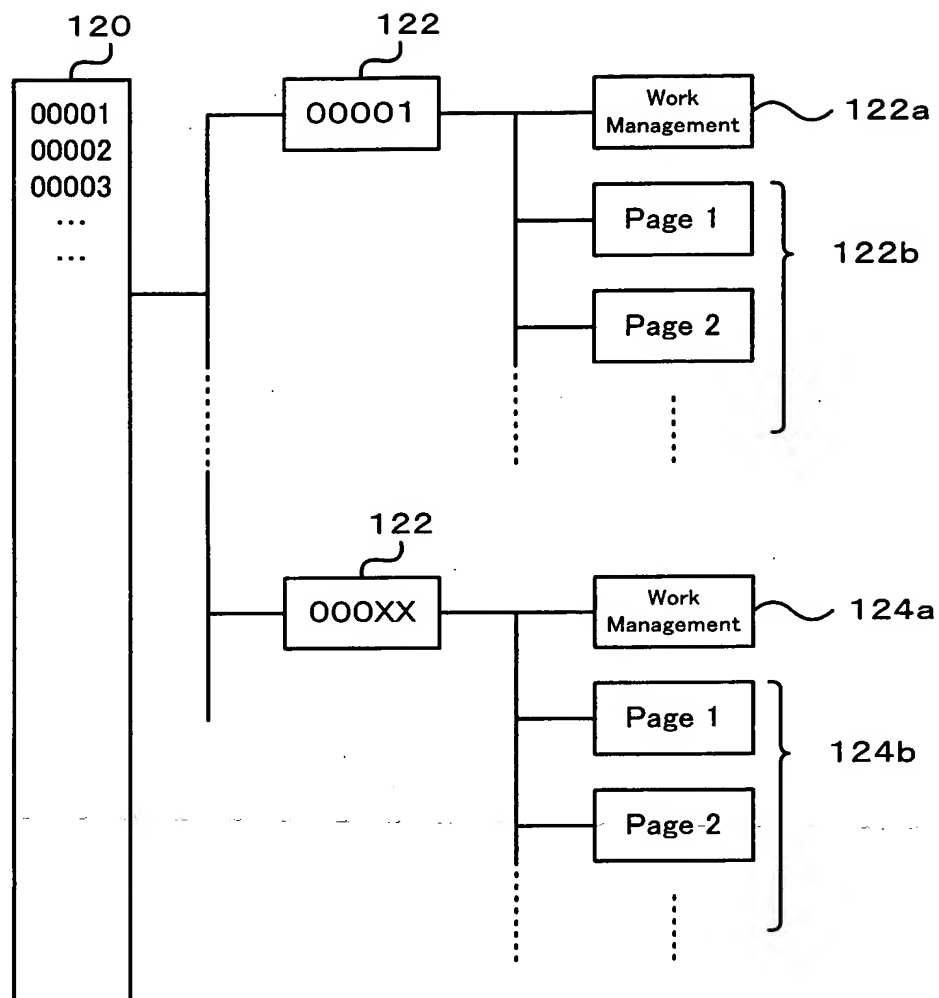 120
00001
00002
00003
...
...
122
00001
Work
Management
122a
Page 1
Page 2
122b
122
000XX
Work
Management
124a
Page 1
Page 2
124b